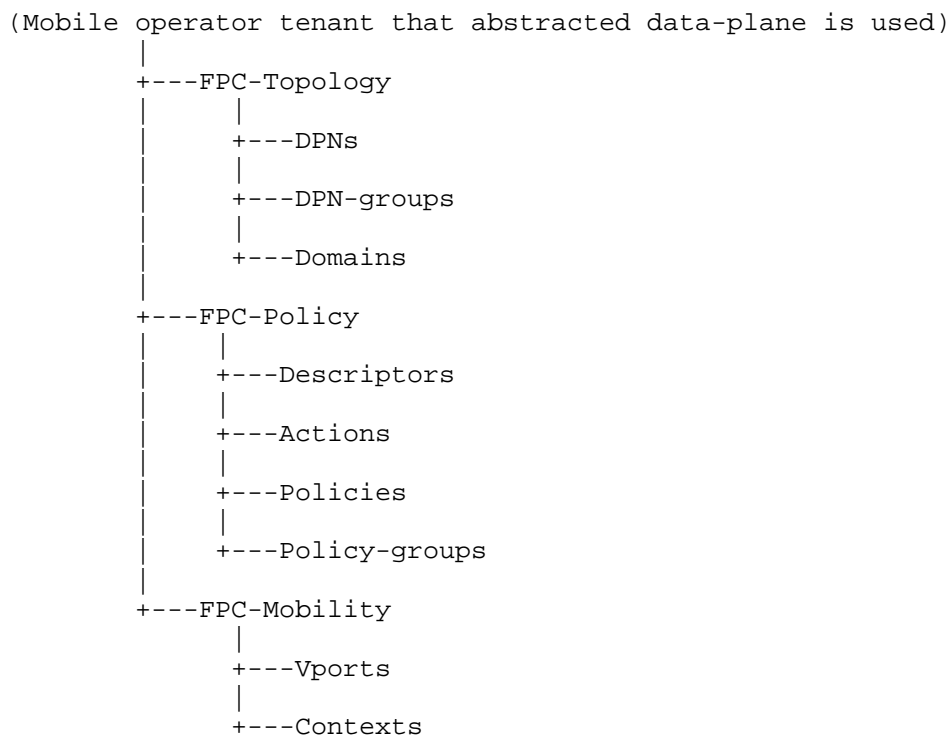 (Mobile operator tenant that abstracted data-plane is used)
|
+---FPC-Topology
| |
| +---DPNs
| |
| +---DPN-groups
| |
| +---Domains
|
+---FPC-Policy
| |
| +---Descriptors
| |
| +---Actions
| |
| +---Policies
| |
| +---Policy-groups
|
+---FPC-Mobility
|
+---Vports
|
+---Contexts